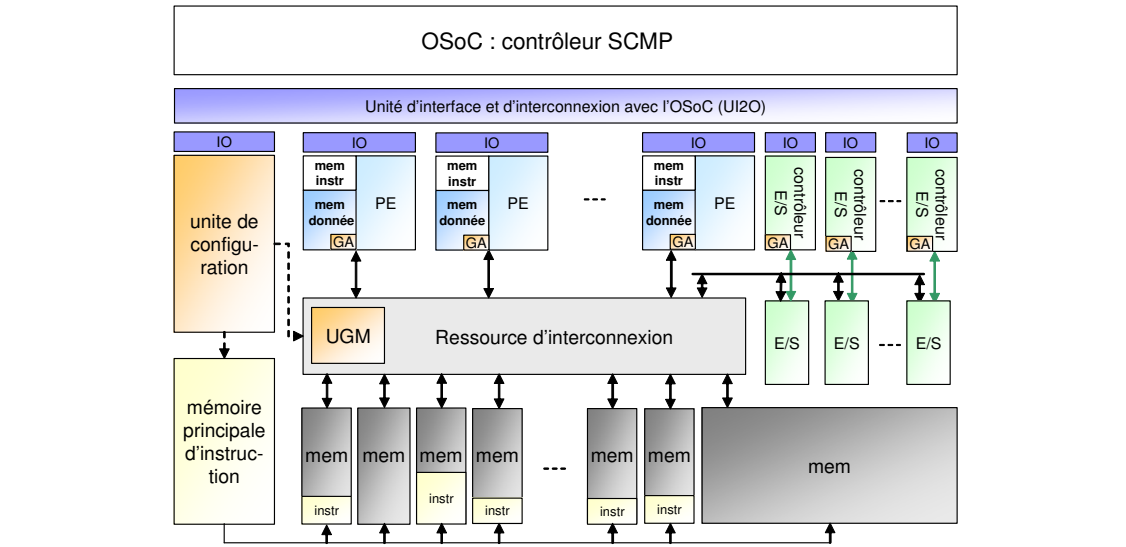 OSoC : contrôleur SCMP
Unité d'interface et d'interconnexion avec l'OSoC (UI2O)
IO
IO
IO
IO
IO
IO
IO
unite de
configu-
ration
mem
instr
mem
donnée
GA
PE
mem
instr
mem
donnée
GA
PE
mem
instr
mem
donnée
GA
PE
contrôleur
E/S
GA
contrôleur
E/S
GA
contrôleur
E/S
GA
UGM
Ressource d'interconnexion
E/S
E/S
E/S
mémoire
principale
d'instruc-
tion
mem
instr
mem
mem
instr
mem
instr
mem
instr
mem
instr
mem